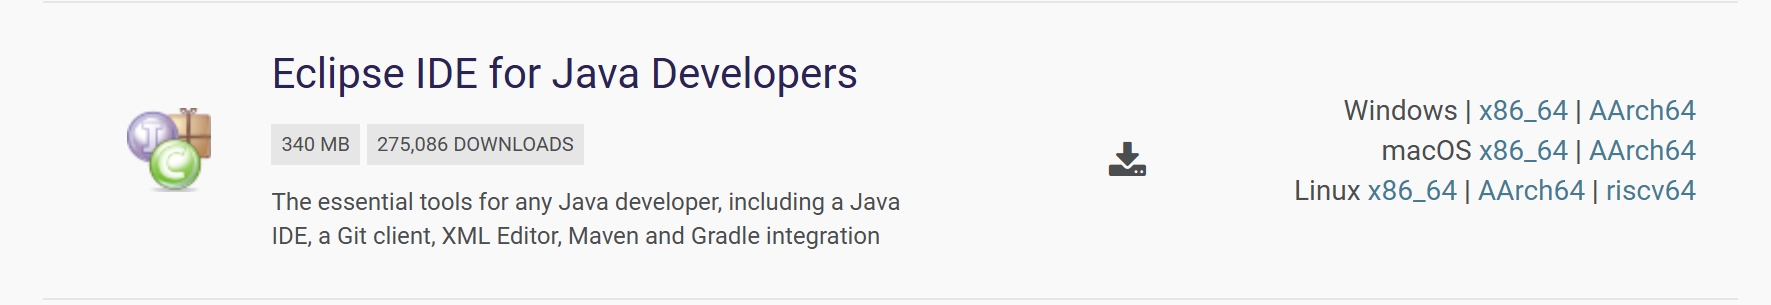 Eclipse IDE for Java Developers
340 MB 275,086 DOWNLOADS
The essential tools for any Java developer, including a Java
IDE, a Git client, XML Editor, Maven and Gradle integration
Windows | x86_64 | AArch64
macOS x86_64 | AArch64
Linux x86_64 | AArch64 | riscv64